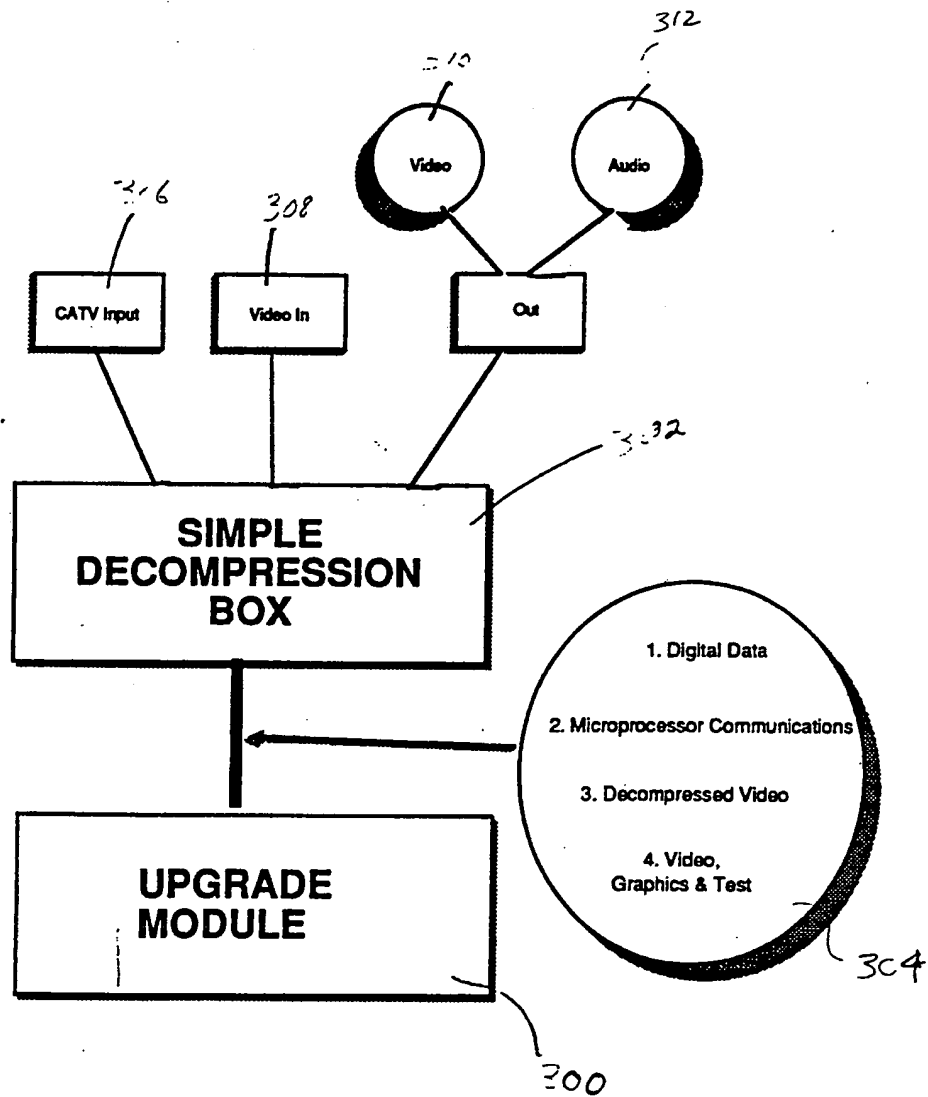 312
Video
Audio
308
CATV Input
Video In
Out
SIMPLE
DECOMPRESSION
BOX
1. Digital Data
2. Microprocessor Communications
3. Decompressed Video
4. Video,
Graphics & Test
UPGRADE
MODULE
304
300